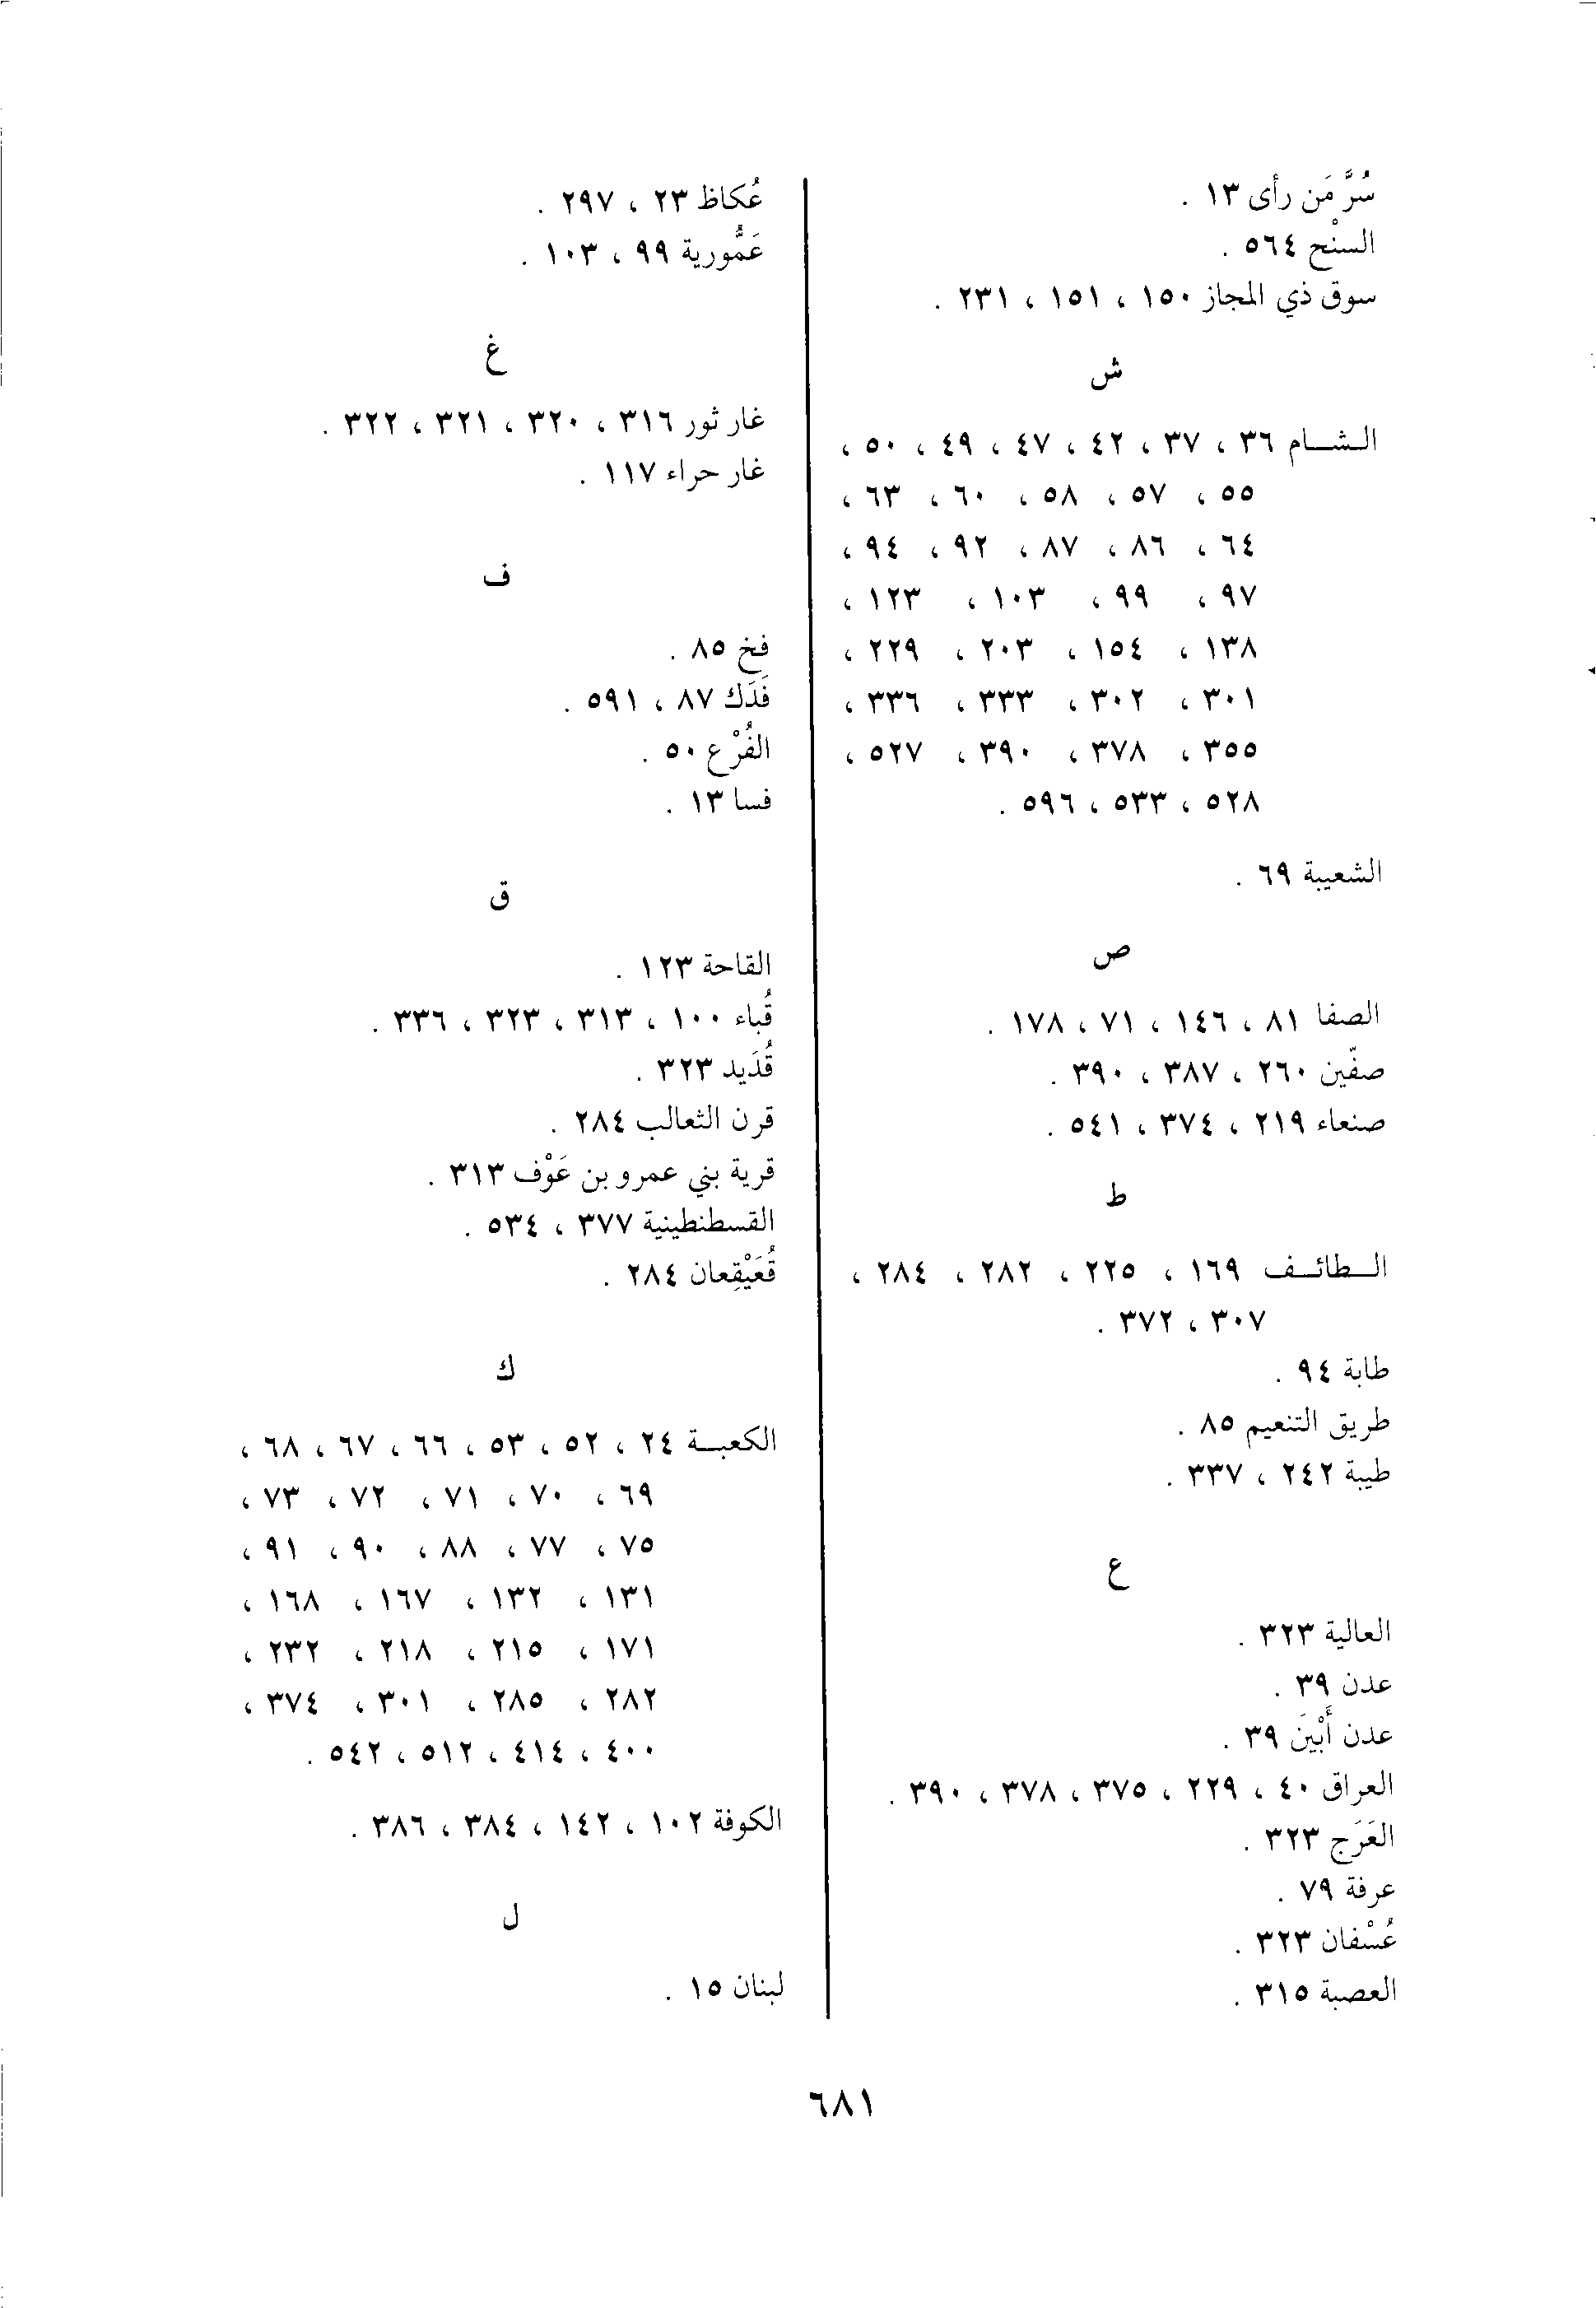 سُرَّ مَن رأى ١٣ .
السنْح ٥٦٤ .
سوق ذي المجاز ١٥٠ ، ١٥١ ، ٢٣١ .
ش
الشام ٣٦ ، ٣٧ ، ٤٢ ، ٤٧ ، ٤٩ ، ٥٠ ،
٥٥ ، ٥٧ ، ٥٨ ، ٦٠ ، ٦٣ ،
٦٤ ، ٨٦ ، ٨٧ ، ٩٢ ، ٩٤ ،
٩٧ ، ٩٩ ، ١٠٣ ، ١٢٣ ،
١٣٨ ، ١٥٤ ، ٢٠٣ ، ٢٢٩ ،
٣٠١ ، ٣٠٢ ، ٣٣٣ ، ٣٣٦ ،
٣٥٥ ، ٣٧٨ ، ٣٩٠ ، ٥٢٧ ،
٥٢٨ ، ٥٣٣ ، ٥٩٦ .
الشعيبة ٦٩ .
ص
الصفا ٨١ ، ١٤٦ ، ٧١ ، ١٧٨ .
صفّين ٢٦٠ ، ٣٨٧ ، ٣٩٠ .
صنعاء ٢١٩ ، ٣٧٤ ، ٥٤١ .
ط
الطائف ١٦٩ ، ٢٢٥ ، ٢٨٢ ، ٢٨٤ ،
٣٠٧ ، ٣٧٢ .
طابة ٩٤ .
طريق التنعيم ٨٥ .
طيبة ٢٤٢ ، ٣٣٧ .
ع
العالية ٣٢٣ .
عدن ٣٩ .
عدن أَبْيَنَ ٣٩ .
العراق ٤٠ ، ٢٢٩ ، ٣٧٥ ، ٣٧٨ ، ٣٩٠ .
العَرَج ٣٢٣ .
عرفة ٧٩ .
عُسْفان ٣٢٣ .
العصبة ٣١٥ .
عُكاظ ٢٣ ، ٢٩٧ .
عَمُّورية ٩٩ ، ١٠٣ .
غ
غار ثور ٣١٦ ، ٣٢٠ ، ٣٢١ ، ٣٢٢ .
غار حراء ١١٧ .
ف
فخ ٨٥ .
فَدَك ٨٧ ، ٥٩١ .
الفُرْع ٥٠ .
فسا ١٣ .
ق
القاحة ١٢٣ .
قُباء ١٠٠ ، ٣١٣ ، ٣٢٣ ، ٣٣٦ .
قُدَيد ٣٢٣ .
قرن الثعالب ٢٨٤ .
قرية بني عمرو بن عَوْف ٣١٣ .
القسطنطينية ٣٧٧ ، ٥٣٤ .
قُعَيْقِعان ٢٨٤ .
ك
الكعبة ٢٤ ، ٥٢ ، ٥٣ ، ٦٦ ، ٦٧ ، ٦٨ ،
٦٩ ، ٧٠ ، ٧١ ، ٧٢ ، ٧٣ ،
٧٥ ، ٧٧ ، ٨٨ ، ٩٠ ، ٩١ ،
١٣١ ، ١٣٢ ، ١٦٧ ، ١٦٨ ،
١٧١ ، ٢١٥ ، ٢١٨ ، ٢٣٢ ،
٢٨٢ ، ٢٨٥ ، ٣٠١ ، ٣٧٤ ،
٤٠٠ ، ٤١٤ ، ٥١٢ ، ٥٤٢ .
الكوفة ١٠٢ ، ١٤٢ ، ٣٨٤ ، ٣٨٦ .
ل
لبنان ١٥ .
٦٨١